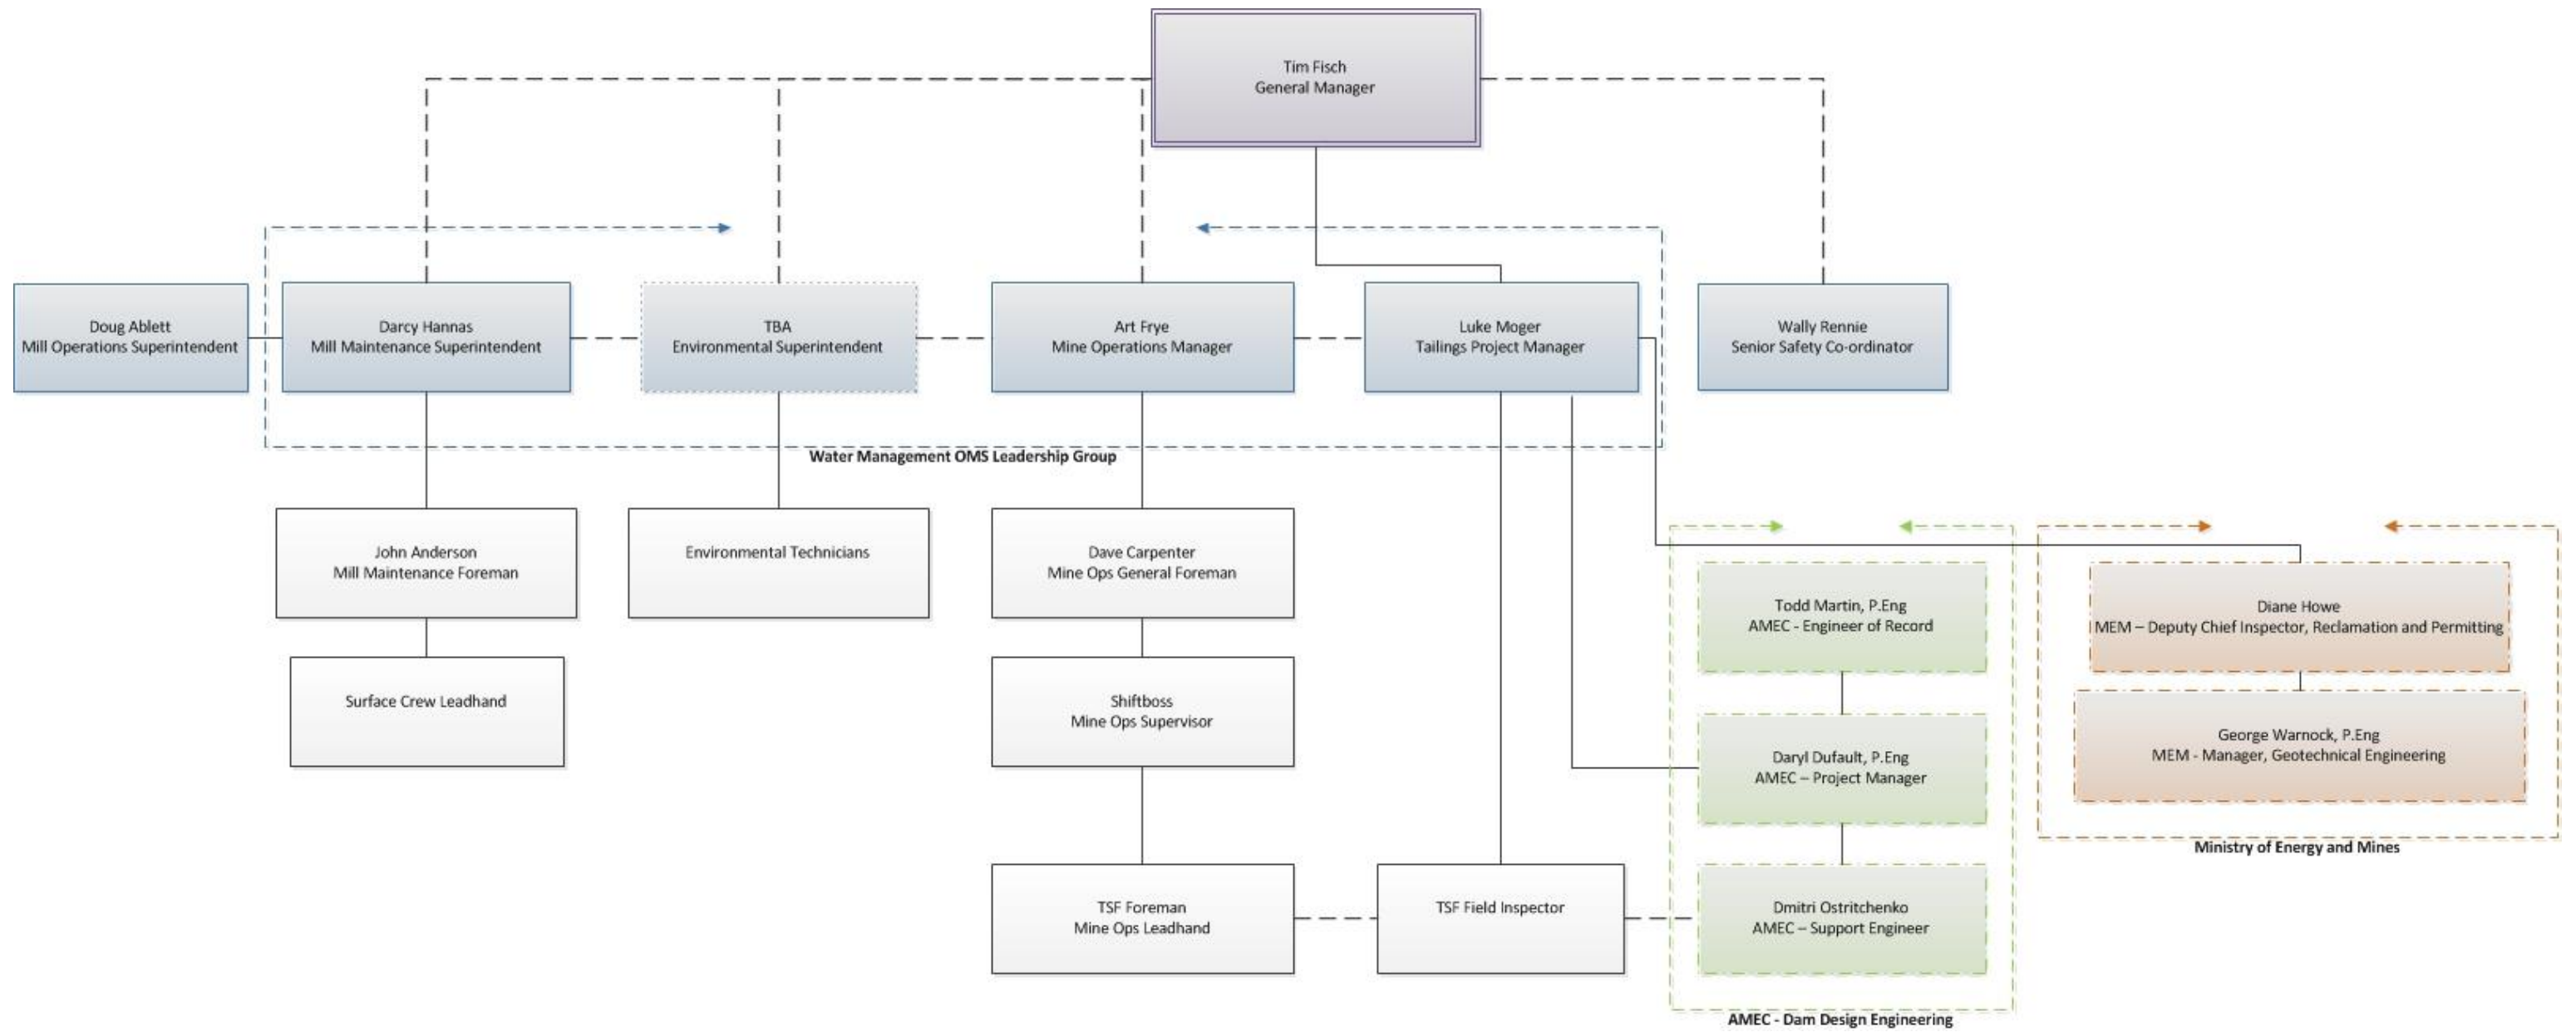 Tim Fisch
General Manager
Doug Ablett
Mill Operations Superintendent
Darcy Hannas
Mill Maintenance Superintendent
TBA
Environmental Superintendent
Art Frye
Mine Operations Manager
Luke Moger
Tailings Project Manager
Wally Rennie
Senior Safety Co-ordinator
Water Management OMS Leadership Group
John Anderson
Mill Maintenance Foreman
Environmental Technicians
Dave Carpenter
Mine Ops General Foreman
Surface Crew Leadhand
Shiftboss
Mine Ops Supervisor
TSF Foreman
Mine Ops Leadhand
TSF Field Inspector
Todd Martin, P.Eng
AMEC - Engineer of Record
Daryl Dufault, P.Eng
AMEC – Project Manager
Dmitri Ostritchenko
AMEC – Support Engineer
AMEC - Dam Design Engineering
Diane Howe
MEM – Deputy Chief Inspector, Reclamation and Permitting
George Warnock, P.Eng
MEM - Manager, Geotechnical Engineering
Ministry of Energy and Mines